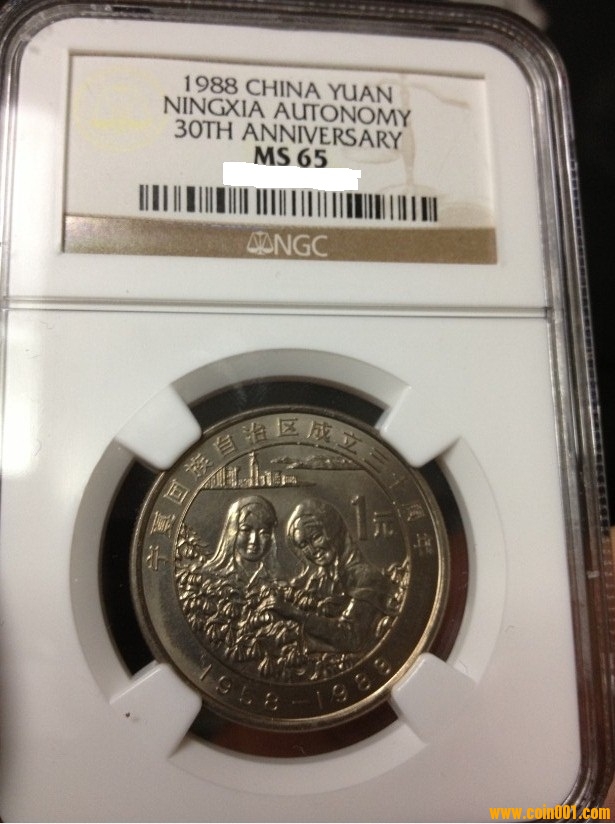 1988 CHINA YUAN
NINGXIA AUTONOMY
30TH ANNIVERSARY
MS 65
NGC
宁夏回族自治区成立三十周年
1元
1958-1988
www.coin001.com